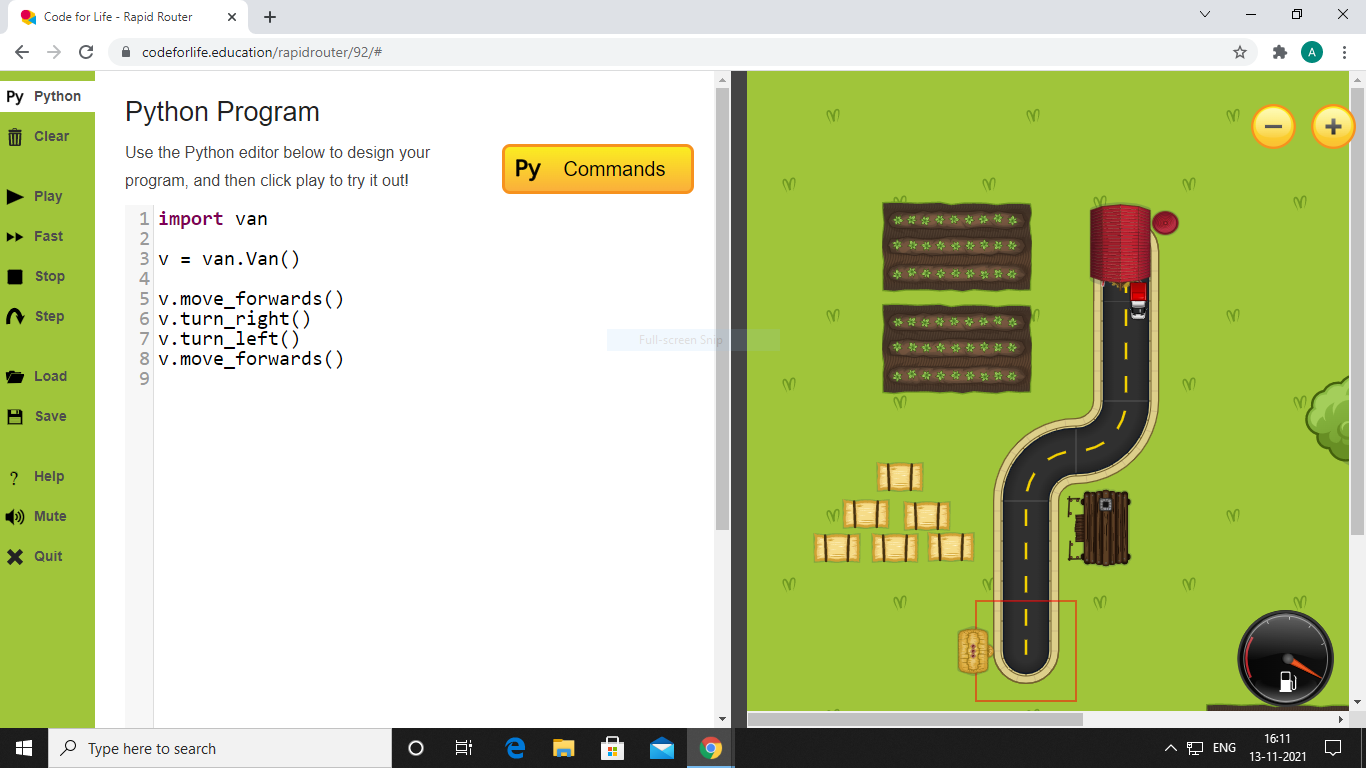 Code for Life - Rapid Router
codeforlife.education/rapidrouter/92/#
A
Py Python
Clear
Play
Fast
Stop
Step
Load
Save
? Help
Mute
Quit
Python Program
Use the Python editor below to design your
program, and then click play to try it out!
Py Commands
1 import van
2
3 v = van.Van()
4
5 v.move_forwards()
6 v.turn_right()
7 v.turn_left()
8 v.move_forwards()
9
Full-screen Snip
Type here to search
ENG
16:11
13-11-2021